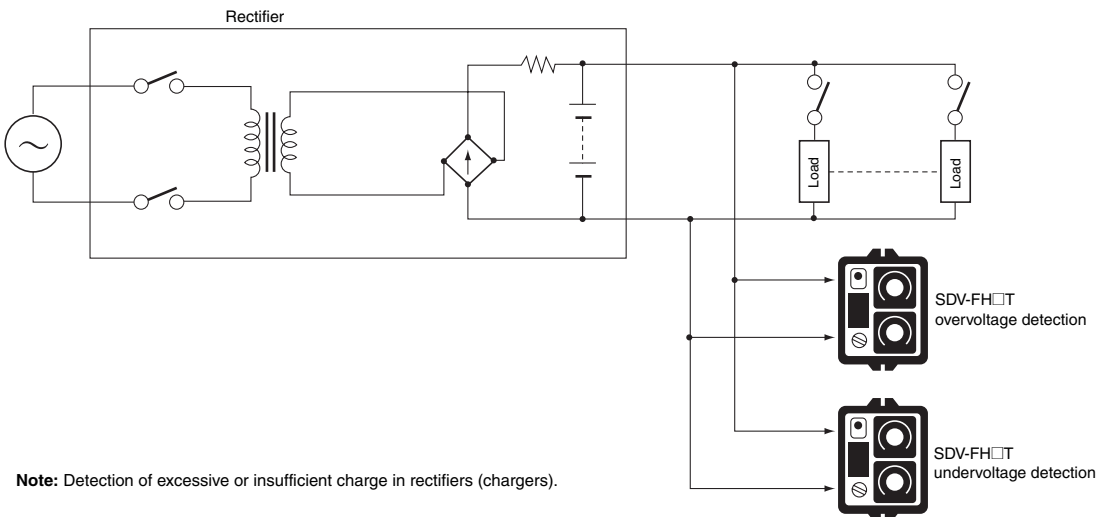 Rectifier
Load
Load
SDV-FH□T
overvoltage detection
SDV-FH□T
undervoltage detection
Note: Detection of excessive or insufficient charge in rectifiers (chargers).